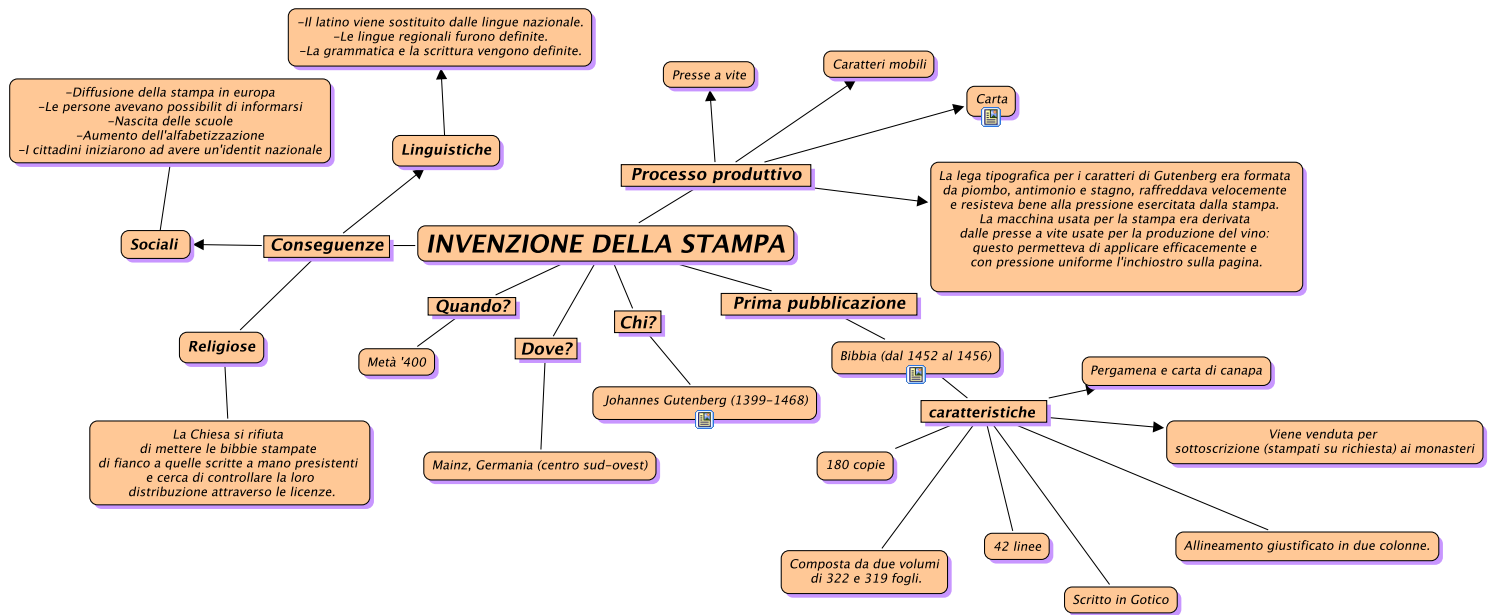 -Il latino viene sostituito dalle lingue nazionale.
-Le lingue regionali furono definite.
-La grammatica e la scrittura vengono definite.
-Diffusione della stampa in europa
-Le persone avevano possibilit di informarsi
-Nascita delle scuole
-Aumento dell'alfabetizzazione
-I cittadini iniziarono ad avere un'identit nazionale
Linguistiche
Sociali
Conseguenze
Religiose
La Chiesa si rifiuta
di mettere le bibbie stampate
di fianco a quelle scritte a mano presistenti
e cerca di controllare la loro
distribuzione attraverso le licenze.
Presse a vite
Caratteri mobili
Carta
Processo produttivo
La lega tipografica per i caratteri di Gutenberg era formata
da piombo, antimonio e stagno, raffreddava velocemente
e resisteva bene alla pressione esercitata dalla stampa.
La macchina usata per la stampa era derivata
dalle presse a vite usate per la produzione del vino:
questo permetteva di applicare efficacemente e
con pressione uniforme l'inchiostro sulla pagina.
INVENZIONE DELLA STAMPA
Quando?
Metà '400
Dove?
Mainz, Germania (centro sud-ovest)
Chi?
Johannes Gutenberg (1399-1468)
Prima pubblicazione
Bibbia (dal 1452 al 1456)
caratteristiche
Pergamena e carta di canapa
Viene venduta per
sottoscrizione (stampati su richiesta) ai monasteri
180 copie
Composta da due volumi
di 322 e 319 fogli.
42 linee
Scritto in Gotico
Allineamento giustificato in due colonne.